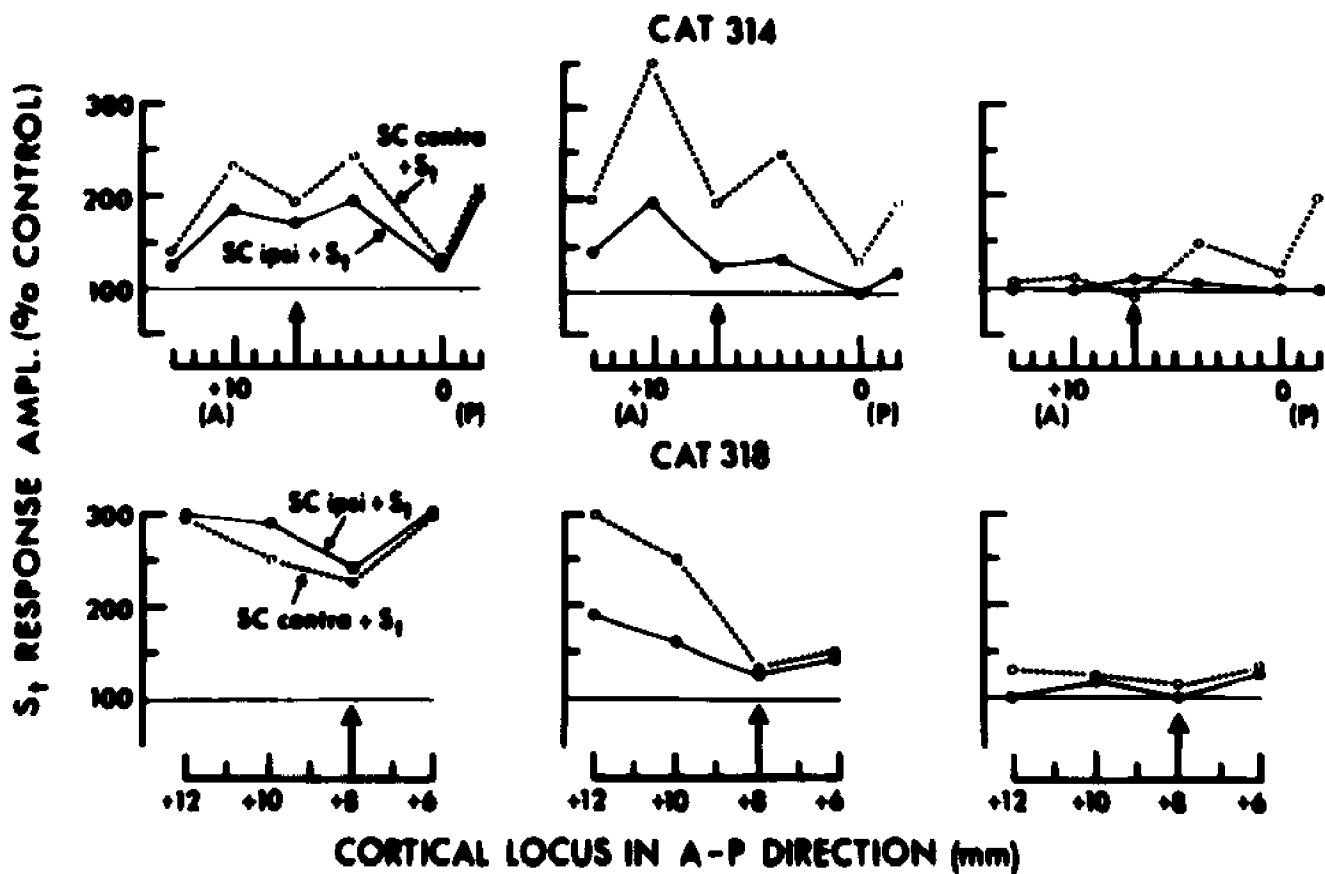 CAT 314
S₁ RESPONSE AMPL. (% CONTROL)
300
200
100
SC contra
+ S₁
SC ipsi + S₁
+10
(A)
0
(P)
+10
(A)
0
(P)
+10
(A)
0
(P)
CAT 318
300
200
100
SC ipsi + S₁
SC contra + S₁
+12
+10
+8
+6
+12
+10
+8
+6
+12
+10
+8
+6
CORTICAL LOCUS IN A-P DIRECTION (mm)